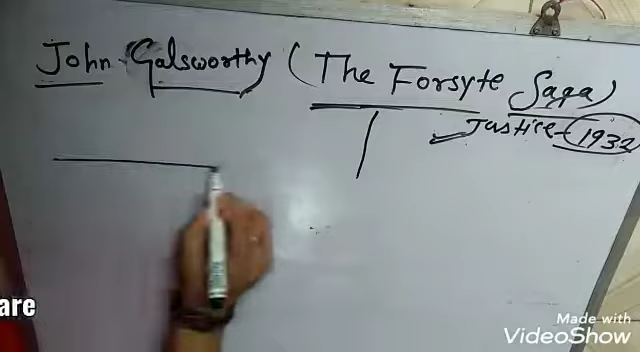 John Galsworthy (The Forsyte Saga)
Justice - 1932
are
Made with
VideoShow